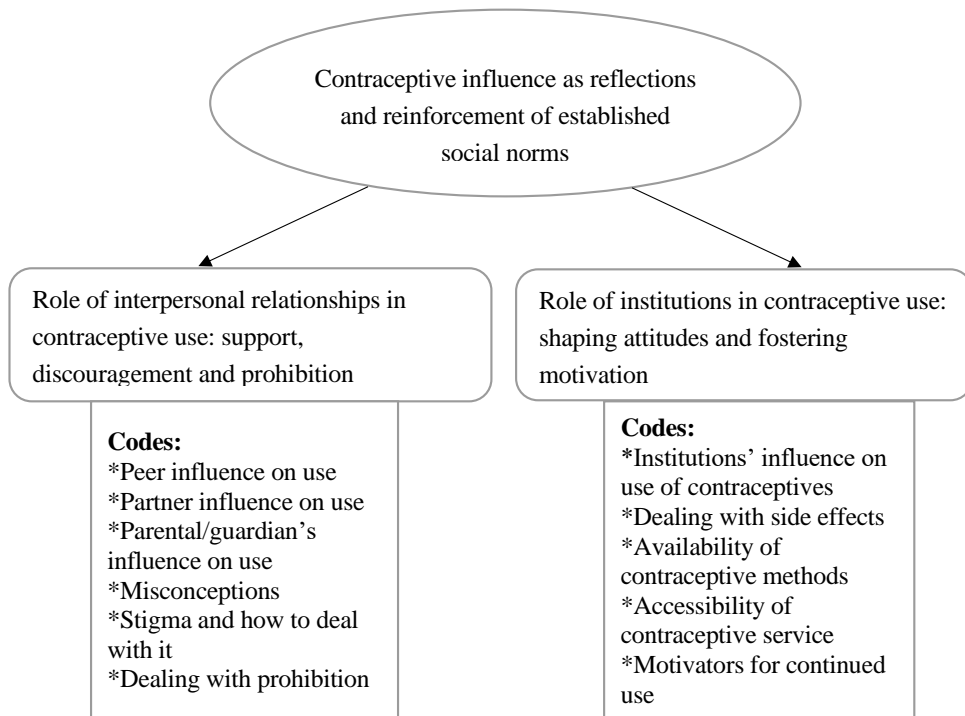 Contraceptive influence as reflections
and reinforcement of established
social norms
Role of interpersonal relationships in
contraceptive use: support,
discouragement and prohibition
Codes:
*Peer influence on use
*Partner influence on use
*Parental/guardian’s
influence on use
*Misconceptions
*Stigma and how to deal
with it
*Dealing with prohibition
Role of institutions in contraceptive use:
shaping attitudes and fostering
motivation
Codes:
*Institutions’ influence on
use of contraceptives
*Dealing with side effects
*Availability of
contraceptive methods
*Accessibility of
contraceptive service
*Motivators for continued
use